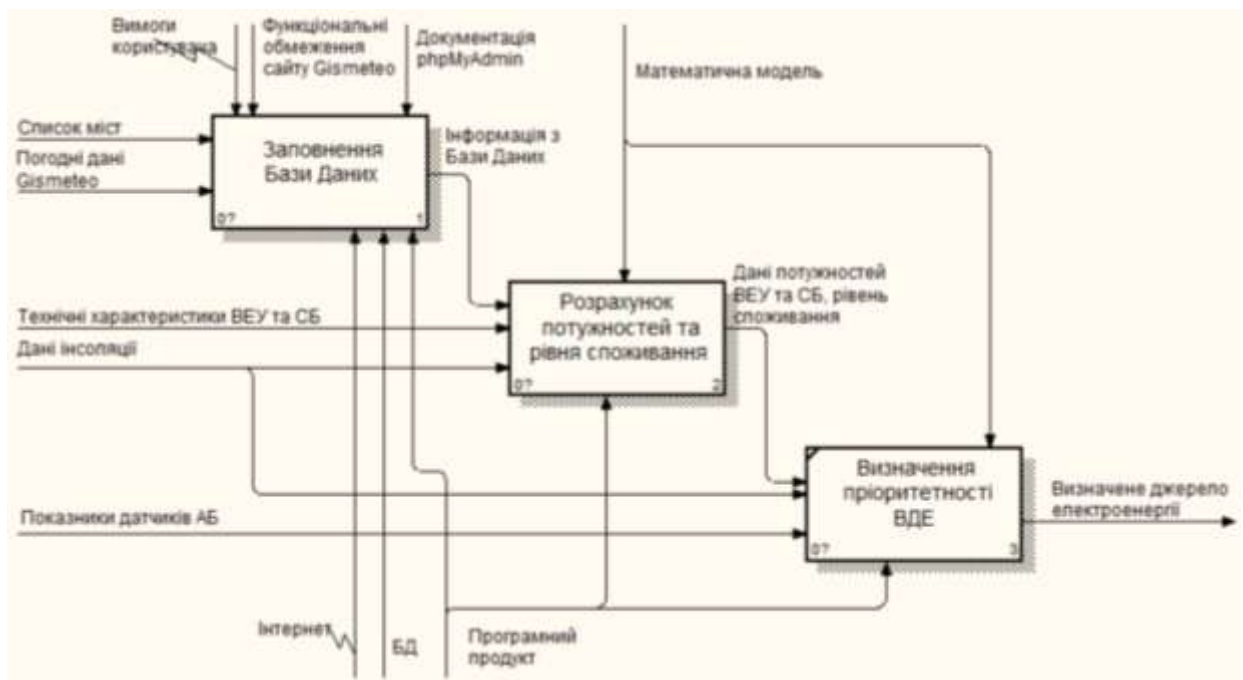 Вимоги
користувача
Функціональні
обмеження
сайту Gismeteo
Документація
phpMyAdmin
Математична модель
Список міст
Погодні дані
Gismeteo
Заповнення
Бази Даних
0?
1
Інформація з
Бази Даних
Технічні характеристики ВЕУ та СБ
Дані інсоляції
Розрахунок
потужностей та
рівня споживання
0?
2
Дані потужностей
ВЕУ та СБ, рівень
споживання
Показники датчиків АБ
Визначення
пріоритетності
ВДЕ
0?
3
Визначене джерело
електроенергії
Інтернет
БД
Програмний
продукт